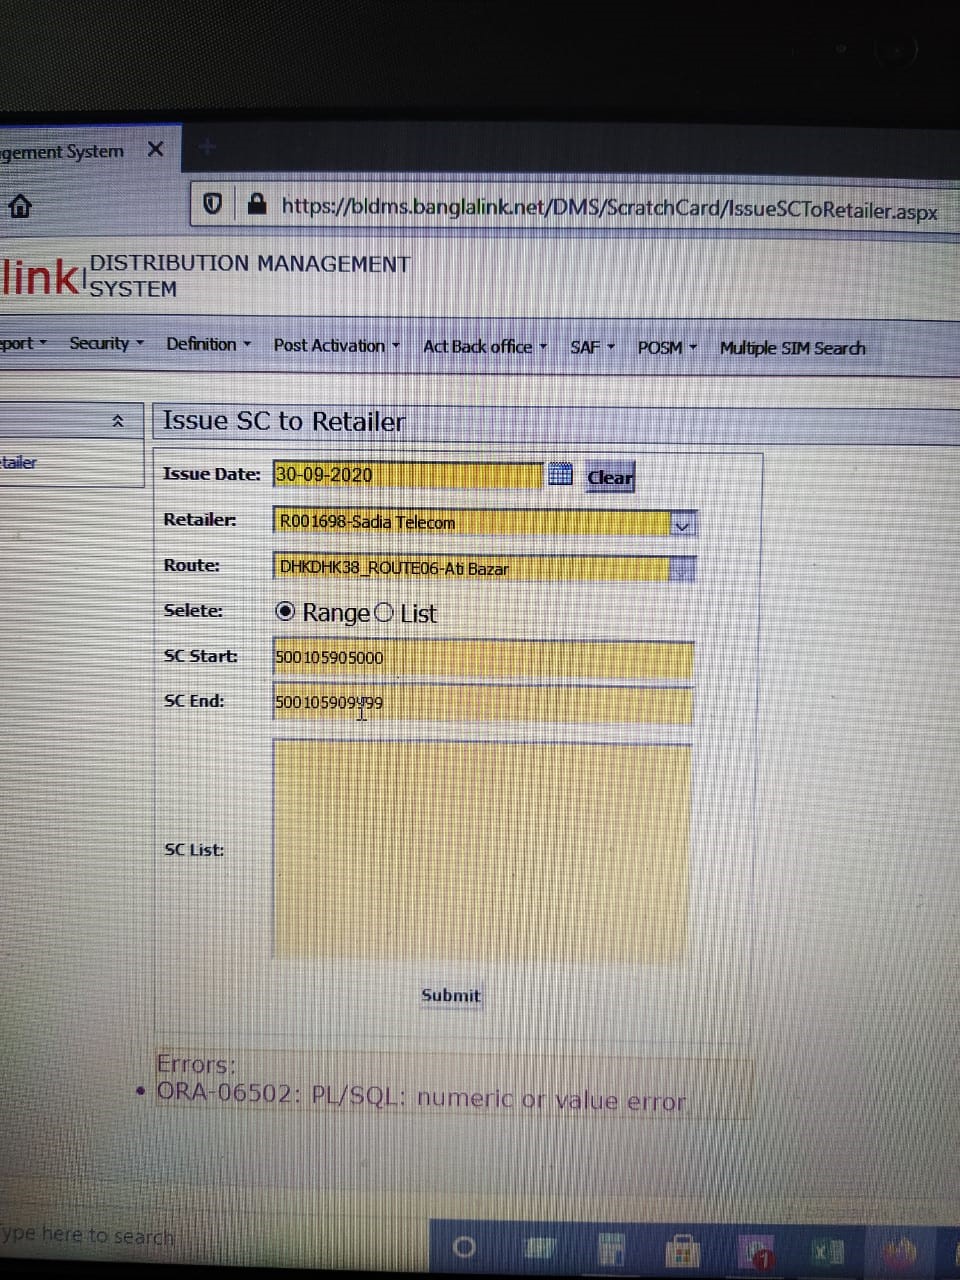 gement System
https://bldms.banglalink.net/DMS/ScratchCard/IssueSCToRetailer.aspx
link DISTRIBUTION MANAGEMENT
SYSTEM
port Security Definition Post Activation Act Back office SAF POSM Multiple SIM Search
Issue SC to Retailer
tailer
Issue Date: 30-09-2020 Clear
Retailer: R001698-Sadia Telecom
Route: DHKDHK38_ROUTE06-Ati Bazar
Selete: Range List
SC Start: 500105905000
SC End: 500105909999
SC List:
Submit
Errors:
• ORA-06502: PL/SQL: numeric or value error
ype here to search
1